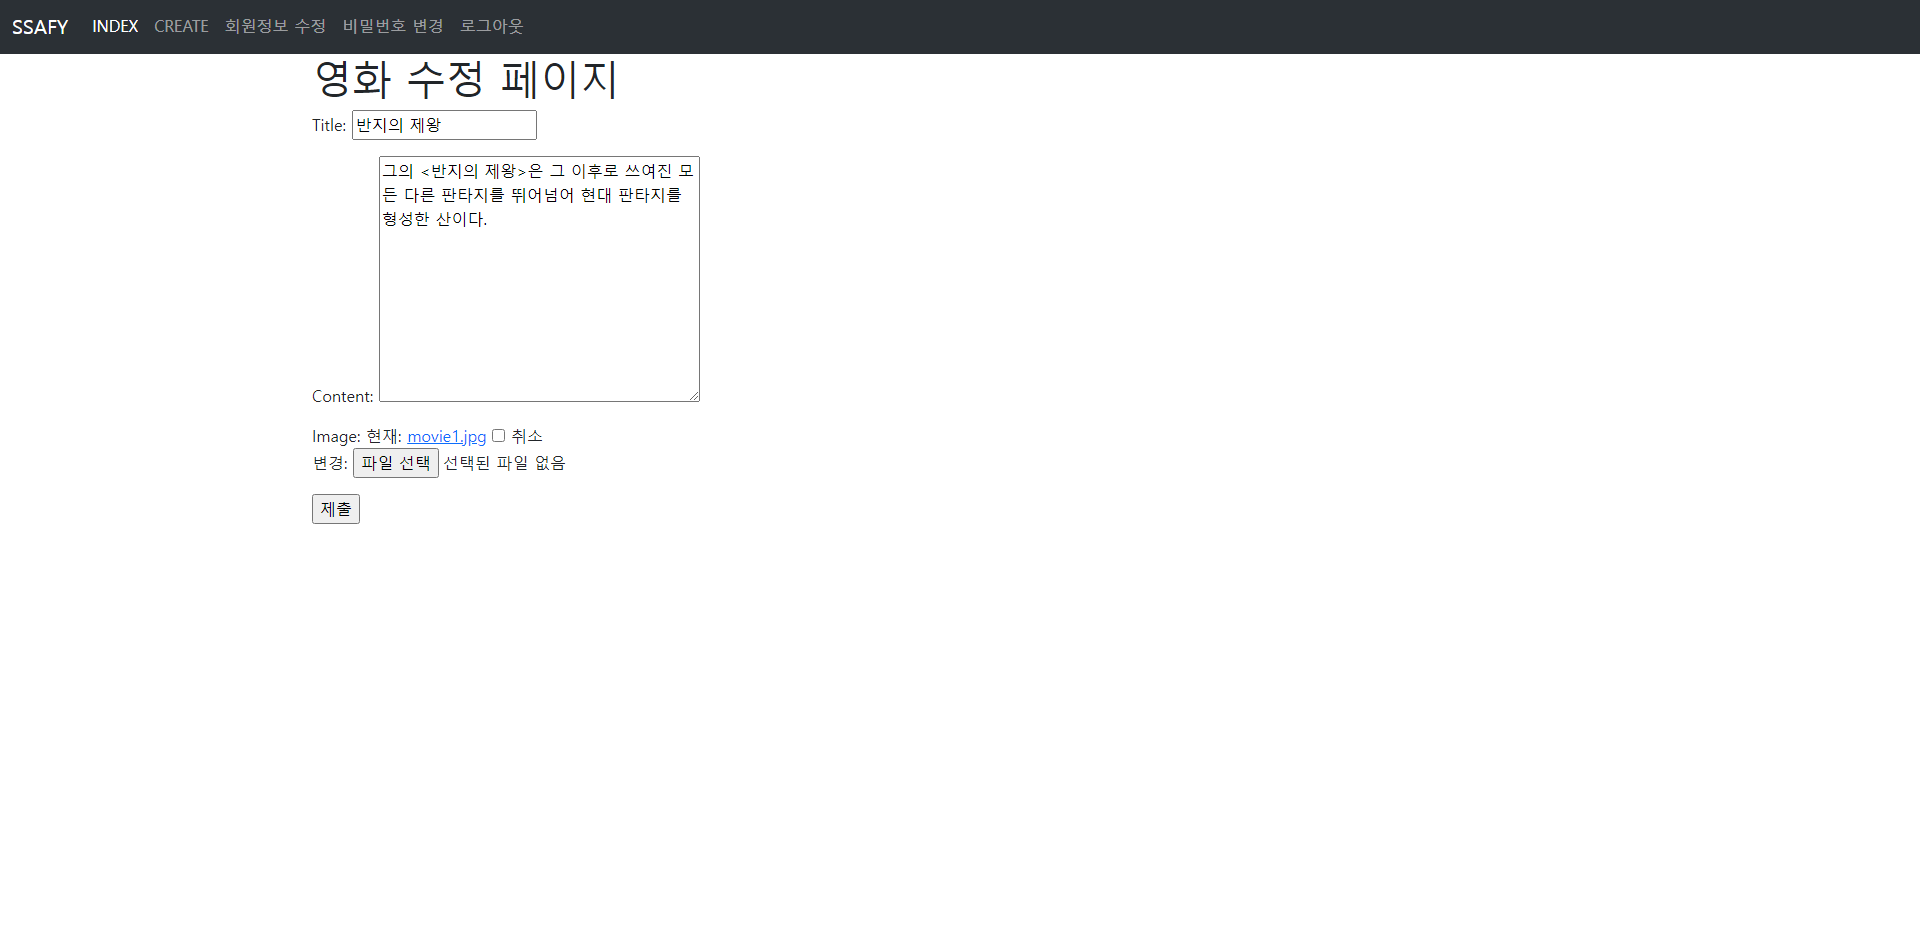 SSAFY INDEX CREATE 회원정보 수정 비밀번호 변경 로그아웃
영화 수정 페이지
Title: 반지의 제왕
그의 <반지의 제왕>은 그 이후로 쓰여진 모
든 다른 판타지를 뛰어넘어 현대 판타지를
형성한 산이다.
Content:
Image: 현재: movie1.jpg 취소
변경: 파일 선택 선택된 파일 없음
제출